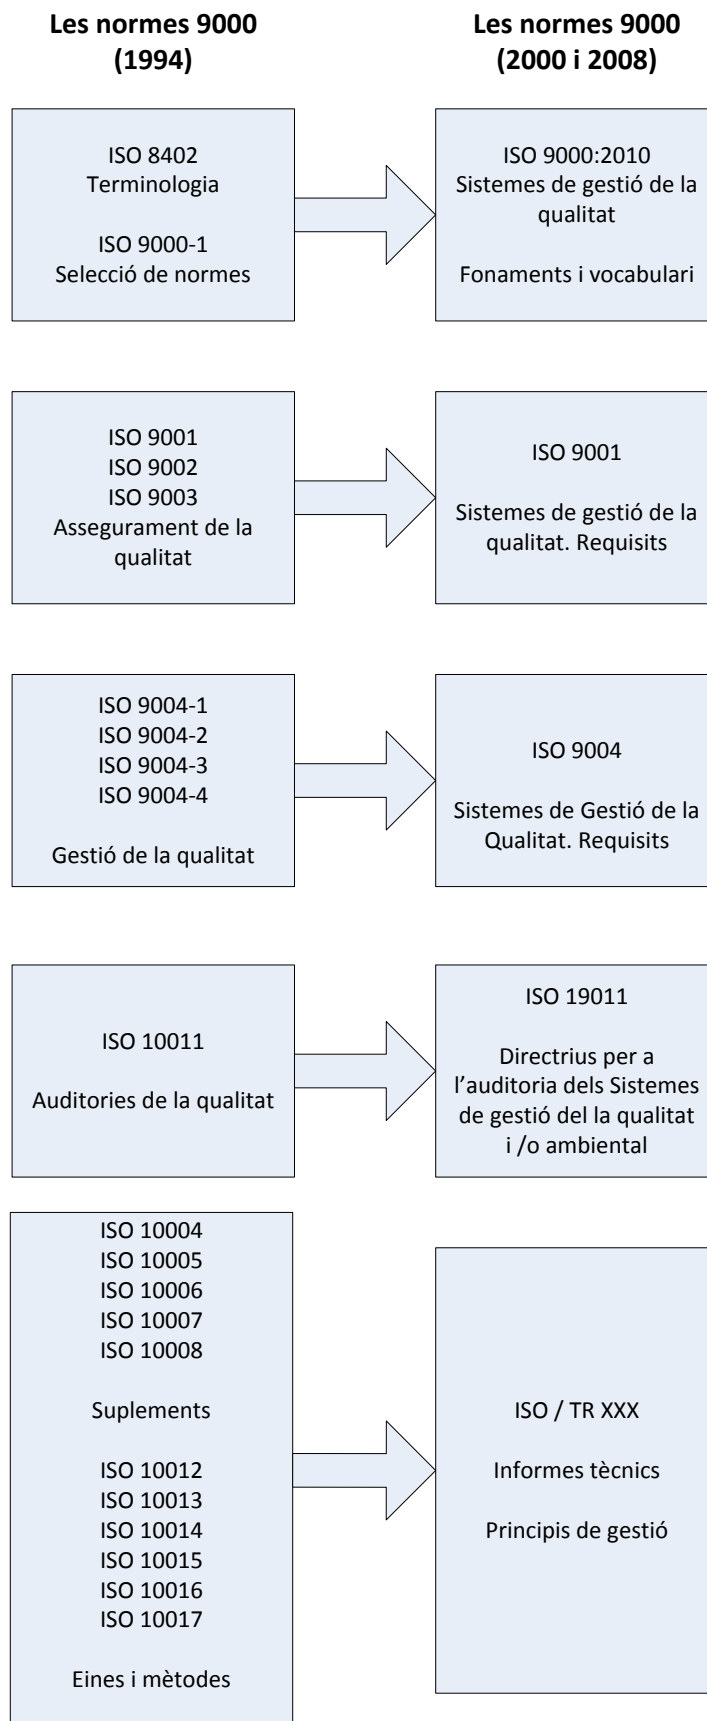 Les normes 9000
(1994)
Les normes 9000
(2000 i 2008)
ISO 8402
Terminologia
ISO 9000-1
Selecció de normes
ISO 9000:2010
Sistemes de gestió de la
qualitat
Fonaments i vocabulari
ISO 9001
ISO 9002
ISO 9003
Assegurament de la
qualitat
ISO 9001
Sistemes de gestió de la
qualitat. Requisits
ISO 9004-1
ISO 9004-2
ISO 9004-3
ISO 9004-4
Gestió de la qualitat
ISO 9004
Sistemes de Gestió de la
Qualitat. Requisits
ISO 10011
Auditories de la qualitat
ISO 19011
Directrius per a
l’auditoria dels Sistemes
de gestió del la qualitat
i /o ambiental
ISO 10004
ISO 10005
ISO 10006
ISO 10007
ISO 10008
Suplements
ISO 10012
ISO 10013
ISO 10014
ISO 10015
ISO 10016
ISO 10017
Eines i mètodes
ISO / TR XXX
Informes tècnics
Principis de gestió